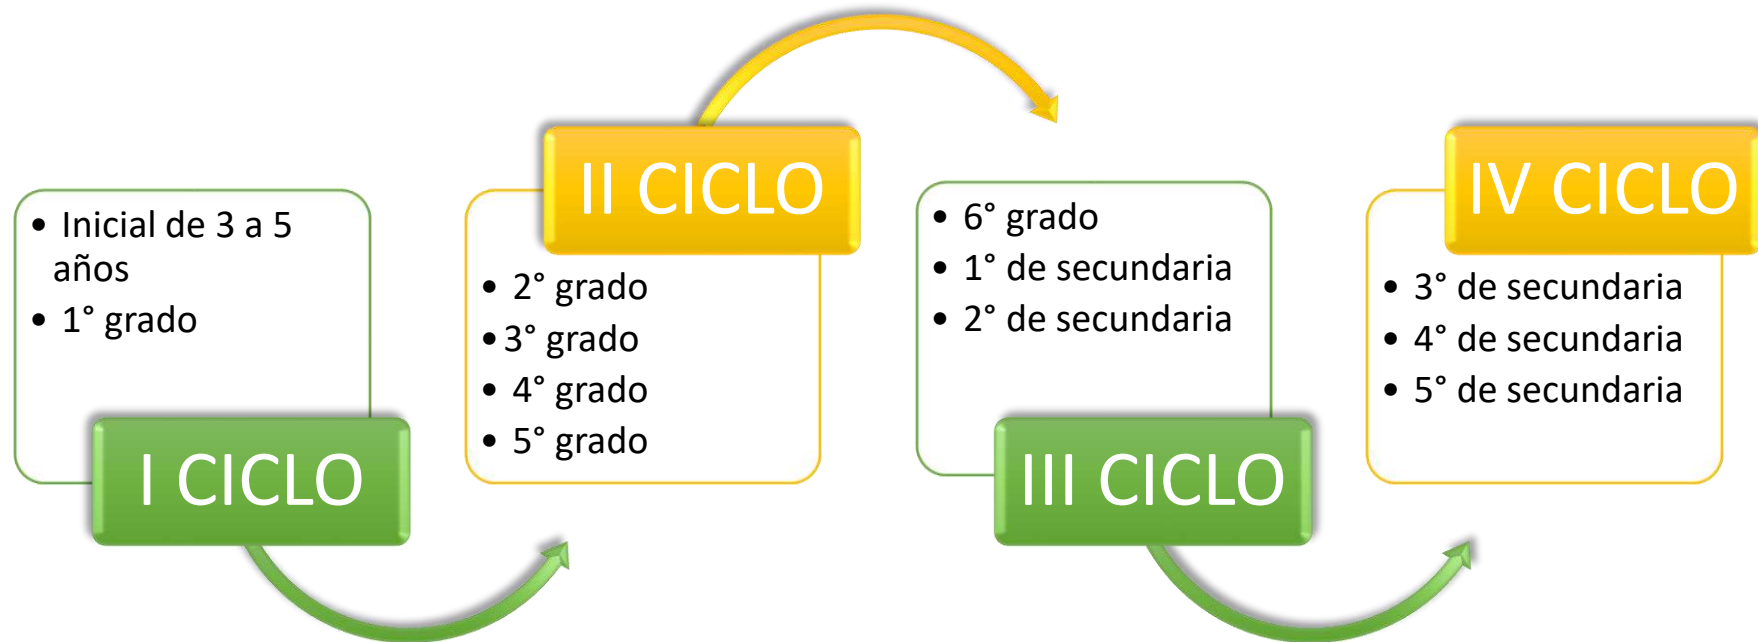 • Inicial de 3 a 5
años
• 1° grado
I CICLO
II CICLO
• 2° grado
• 3° grado
• 4° grado
• 5° grado
• 6° grado
• 1° de secundaria
• 2° de secundaria
III CICLO
IV CICLO
• 3° de secundaria
• 4° de secundaria
• 5° de secundaria